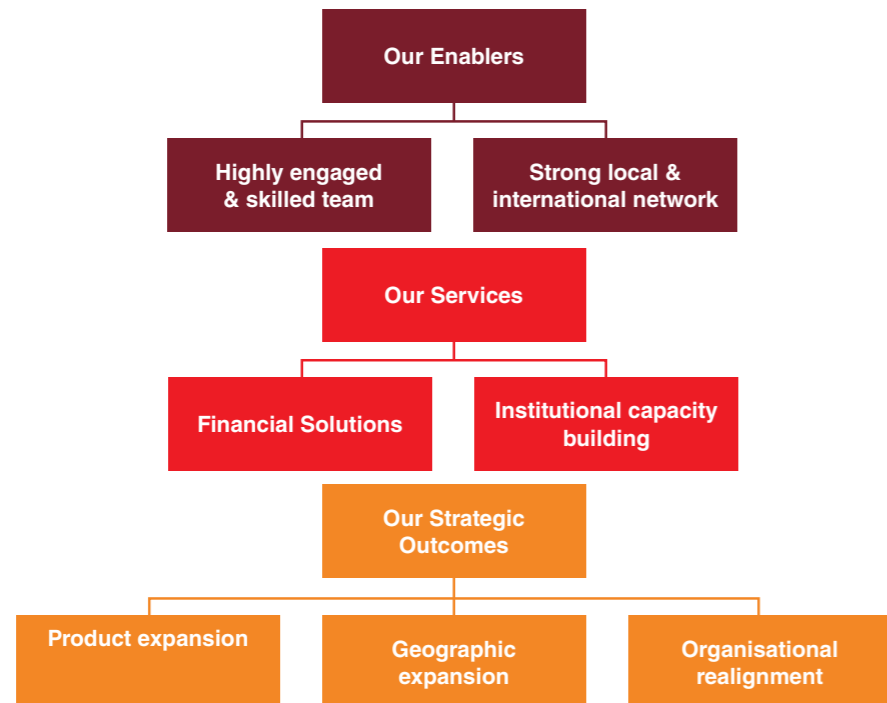 Our Enablers
Highly engaged
& skilled team
Strong local &
international network
Our Services
Financial Solutions
Institutional capacity
building
Our Strategic
Outcomes
Product expansion
Geographic
expansion
Organisational
realignment